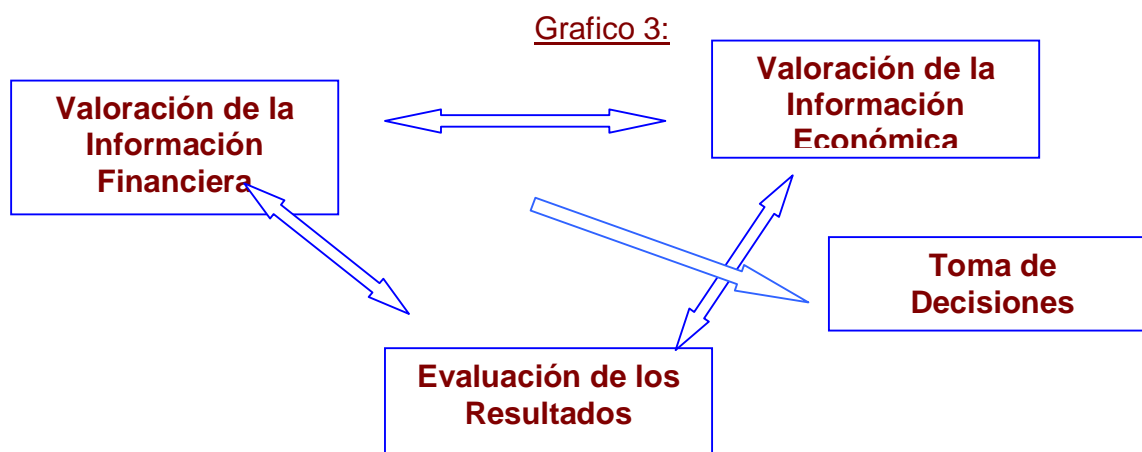 Grafico 3:
Valoración de la
Información
Financiera
Valoración de la
Información
Económica
Toma de
Decisiones
Evaluación de los
Resultados